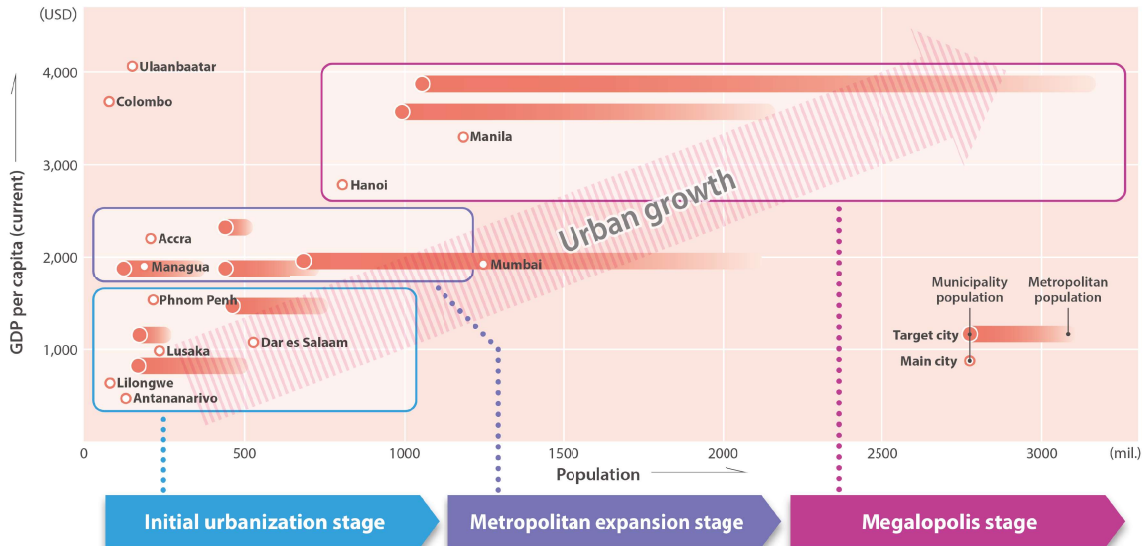 (USD)
GDP per capita (current)
4,000
3,000
2,000
1,000
Ulaanbaatar
Colombo
Manila
Hanoi
Urban growth
Accra
Managua
Mumbai
Phnom Penh
Dar es Salaam
Lusaka
Lilongwe
Antananarivo
Municipality
population
Metropolitan
population
Target city
Main city
0
500
1000
1500
2000
2500
3000
(mil.)
Population
Initial urbanization stage
Metropolitan expansion stage
Megalopolis stage